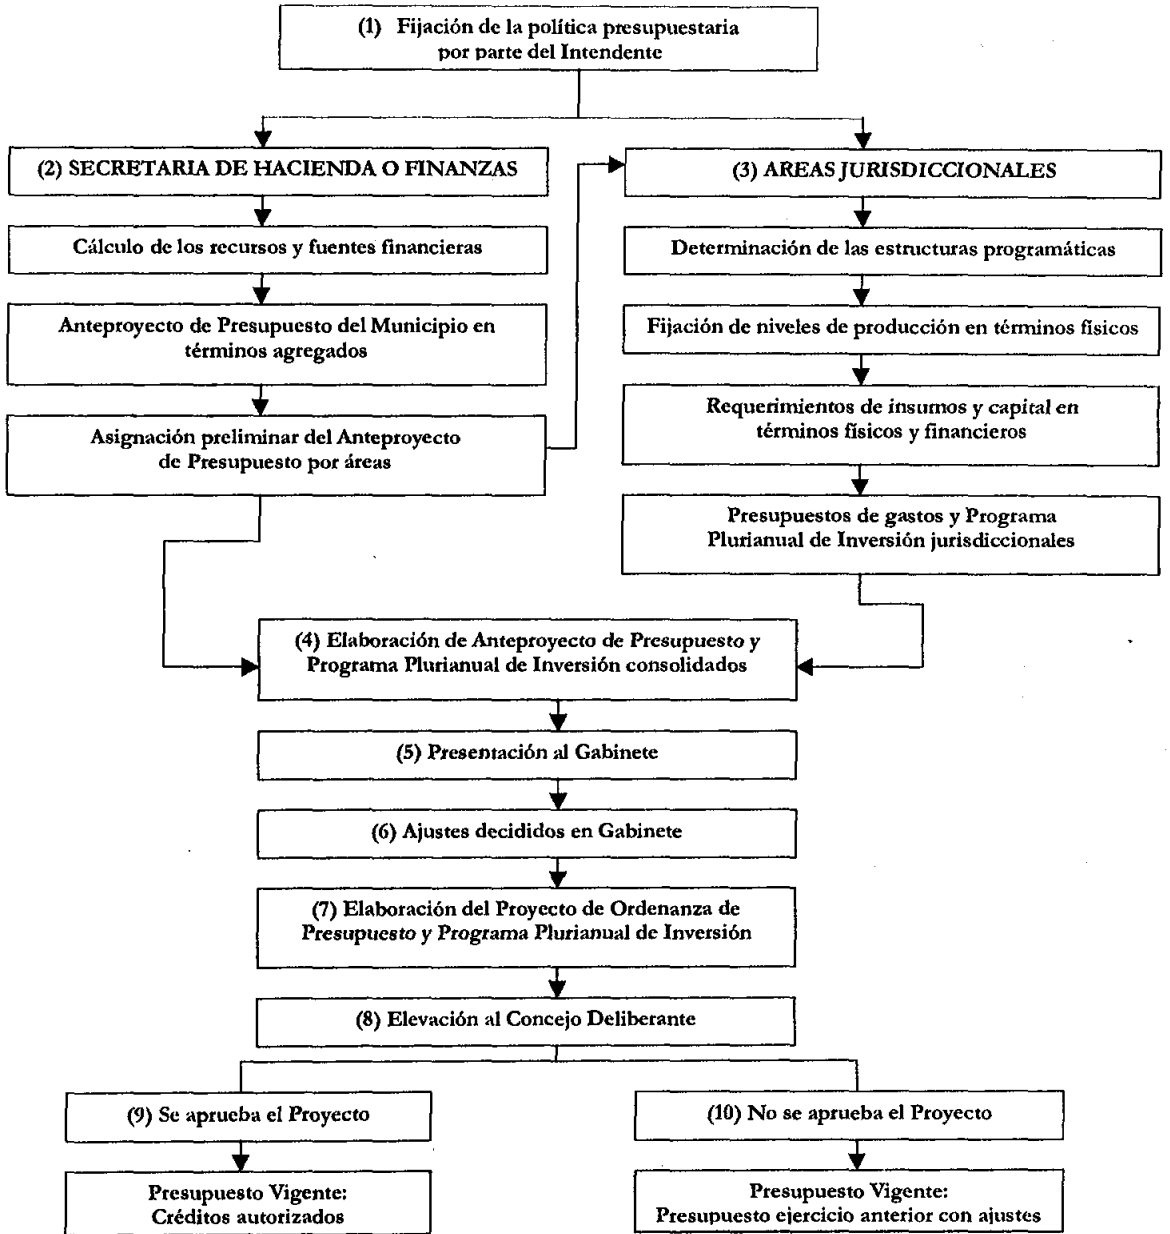 (1) Fijación de la política presupuestaria
por parte del Intendente
(2) SECRETARIA DE HACIENDA O FINANZAS
Cálculo de los recursos y fuentes financieras
Anteproyecto de Presupuesto del Municipio en
términos agregados
Asignación preliminar del Anteproyecto
de Presupuesto por áreas
(3) AREAS JURISDICCIONALES
Determinación de las estructuras programáticas
Fijación de niveles de producción en términos físicos
Requerimientos de insumos y capital en
términos físicos y financieros
Presupuestos de gastos y Programa
Plurianual de Inversión jurisdiccionales
(4) Elaboración de Anteproyecto de Presupuesto y
Programa Plurianual de Inversión consolidados
(5) Presentación al Gabinete
(6) Ajustes decididos en Gabinete
(7) Elaboración del Proyecto de Ordenanza de
Presupuesto y Programa Plurianual de Inversión
(8) Elevación al Concejo Deliberante
(9) Se aprueba el Proyecto
Presupuesto Vigente:
Créditos autorizados
(10) No se aprueba el Proyecto
Presupuesto Vigente:
Presupuesto ejercicio anterior con ajustes